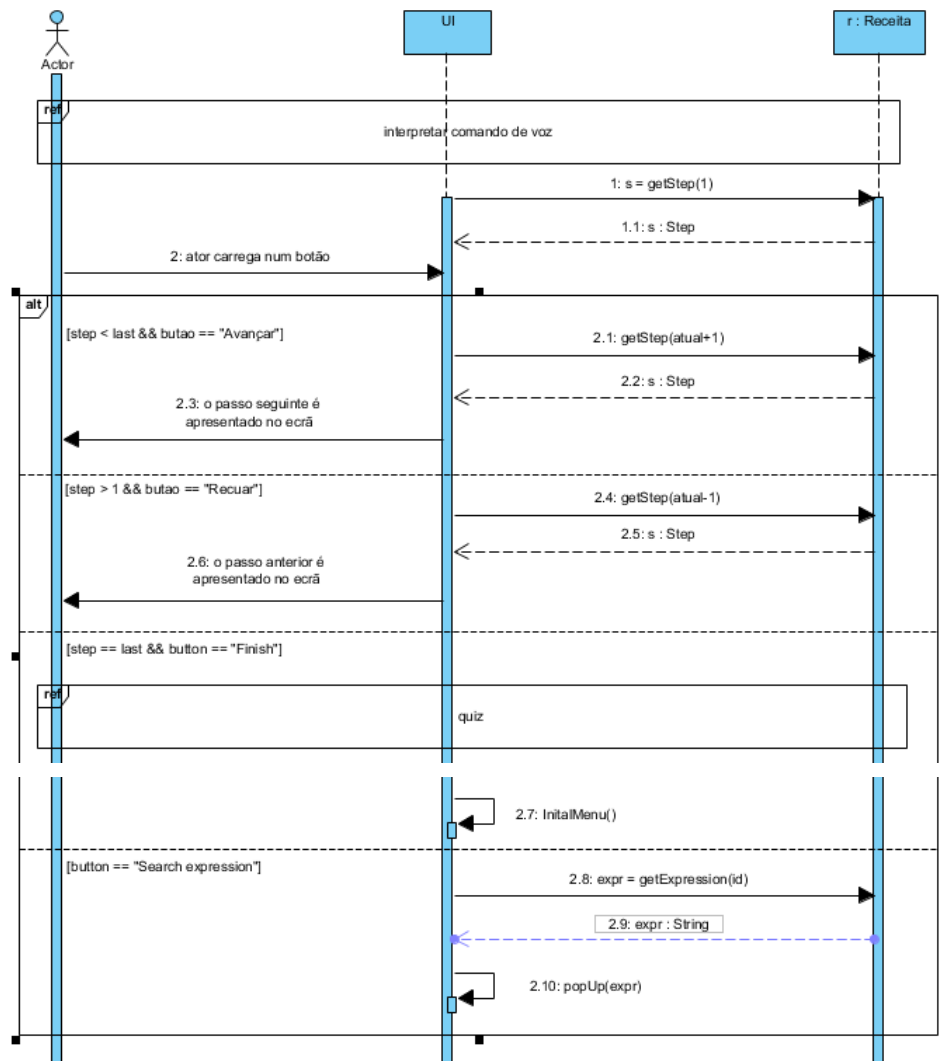 UI
r : Receita
Actor
ref
interpretar comando de voz
1: s = getStep(1)
1.1: s : Step
2: ator carrega num botão
alt
[step < last && butao == "Avançar"]
2.1: getStep(atual+1)
2.2: s : Step
2.3: o passo seguinte é
apresentado no ecrã
[step > 1 && butao == "Recuar"]
2.4: getStep(atual-1)
2.5: s : Step
2.6: o passo anterior é
apresentado no ecrã
[step == last && button == "Finish"]
ref
quiz
2.7: InitalMenu()
[button == "Search expression"]
2.8: expr = getExpression(id)
2.9: expr : String
2.10: popUp(expr)